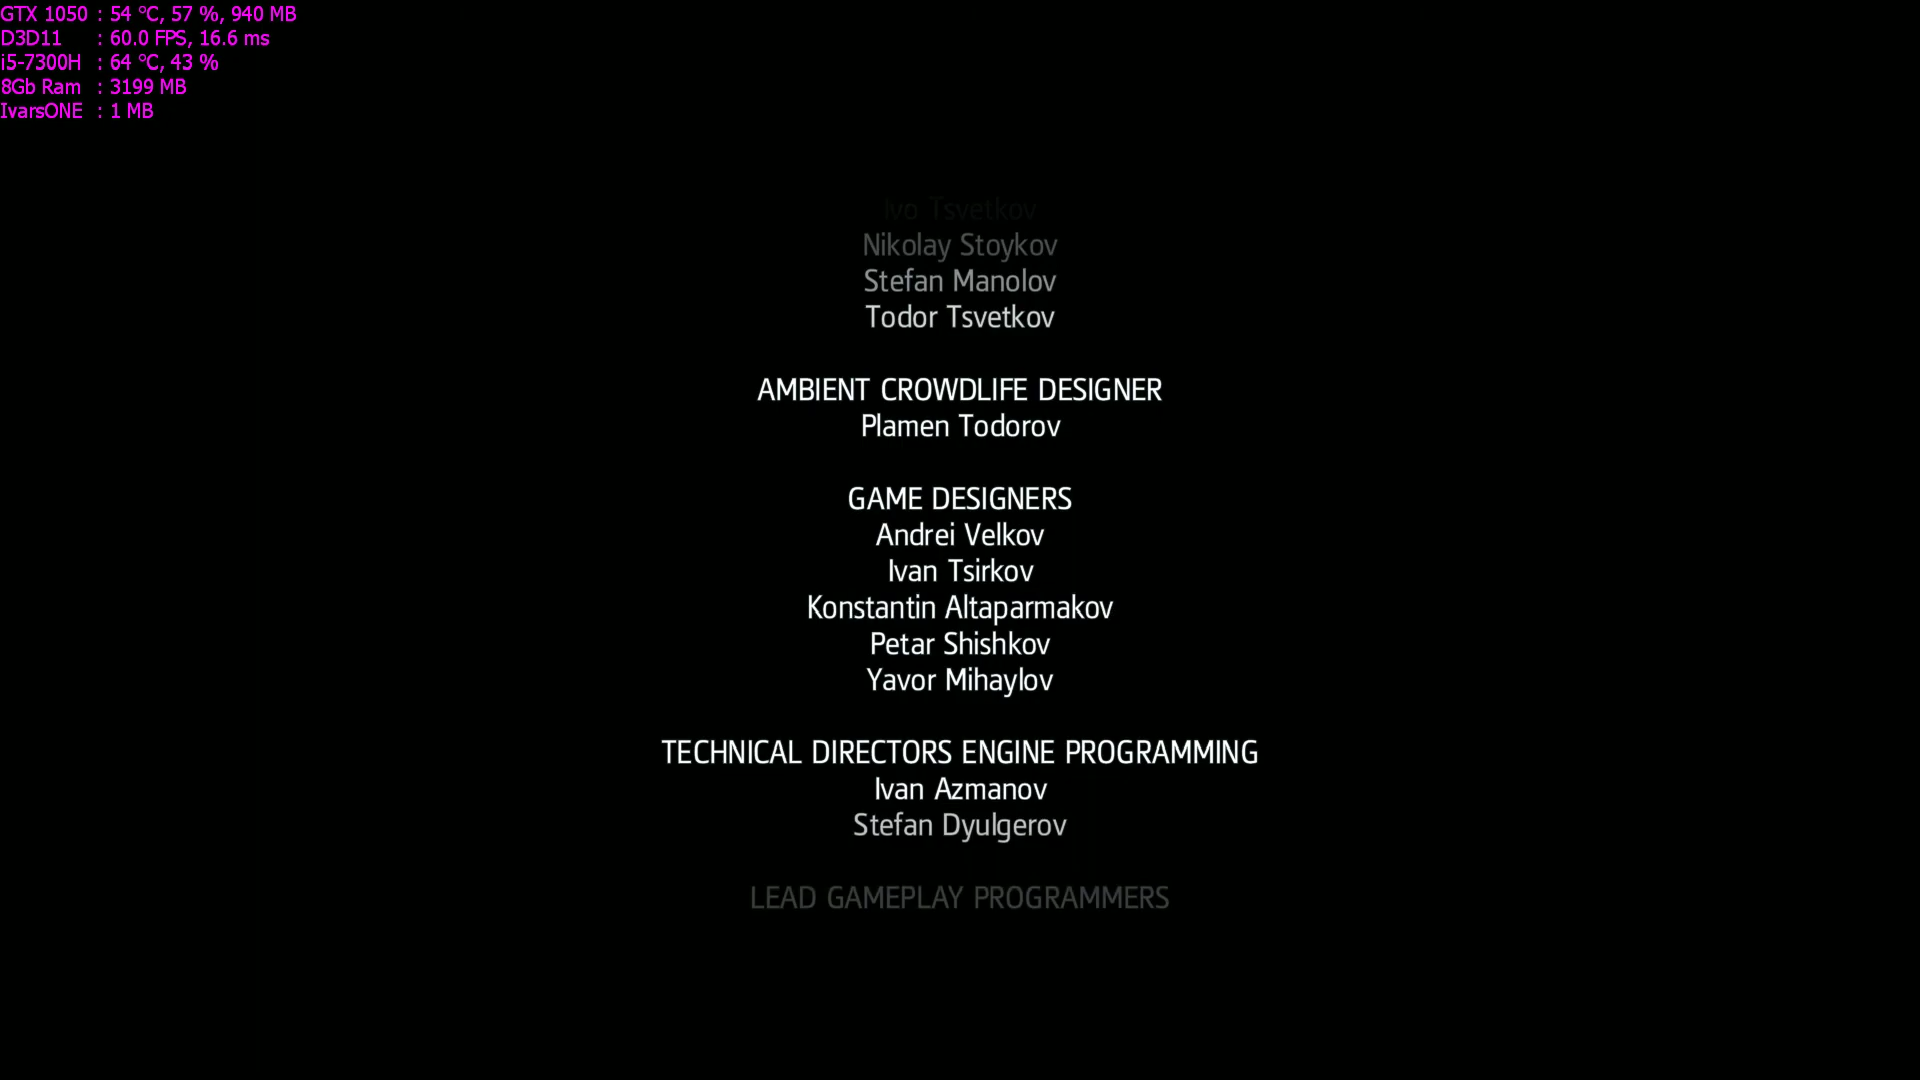 GTX 1050 : 54 °C, 57 %, 940 MB
D3D11 : 60.0 FPS, 16.6 ms
i5-7300H : 64 °C, 43 %
8Gb Ram : 3199 MB
IvarsONE : 1 MB
Ivo Tsvetkov
Nikolay Stoykov
Stefan Manolov
Todor Tsvetkov
AMBIENT CROWDLIFE DESIGNER
Plamen Todorov
GAME DESIGNERS
Andrei Velkov
Ivan Tsirkov
Konstantin Altaparmakov
Petar Shishkov
Yavor Mihaylov
TECHNICAL DIRECTORS ENGINE PROGRAMMING
Ivan Azmanov
Stefan Dyulgerov
LEAD GAMEPLAY PROGRAMMERS